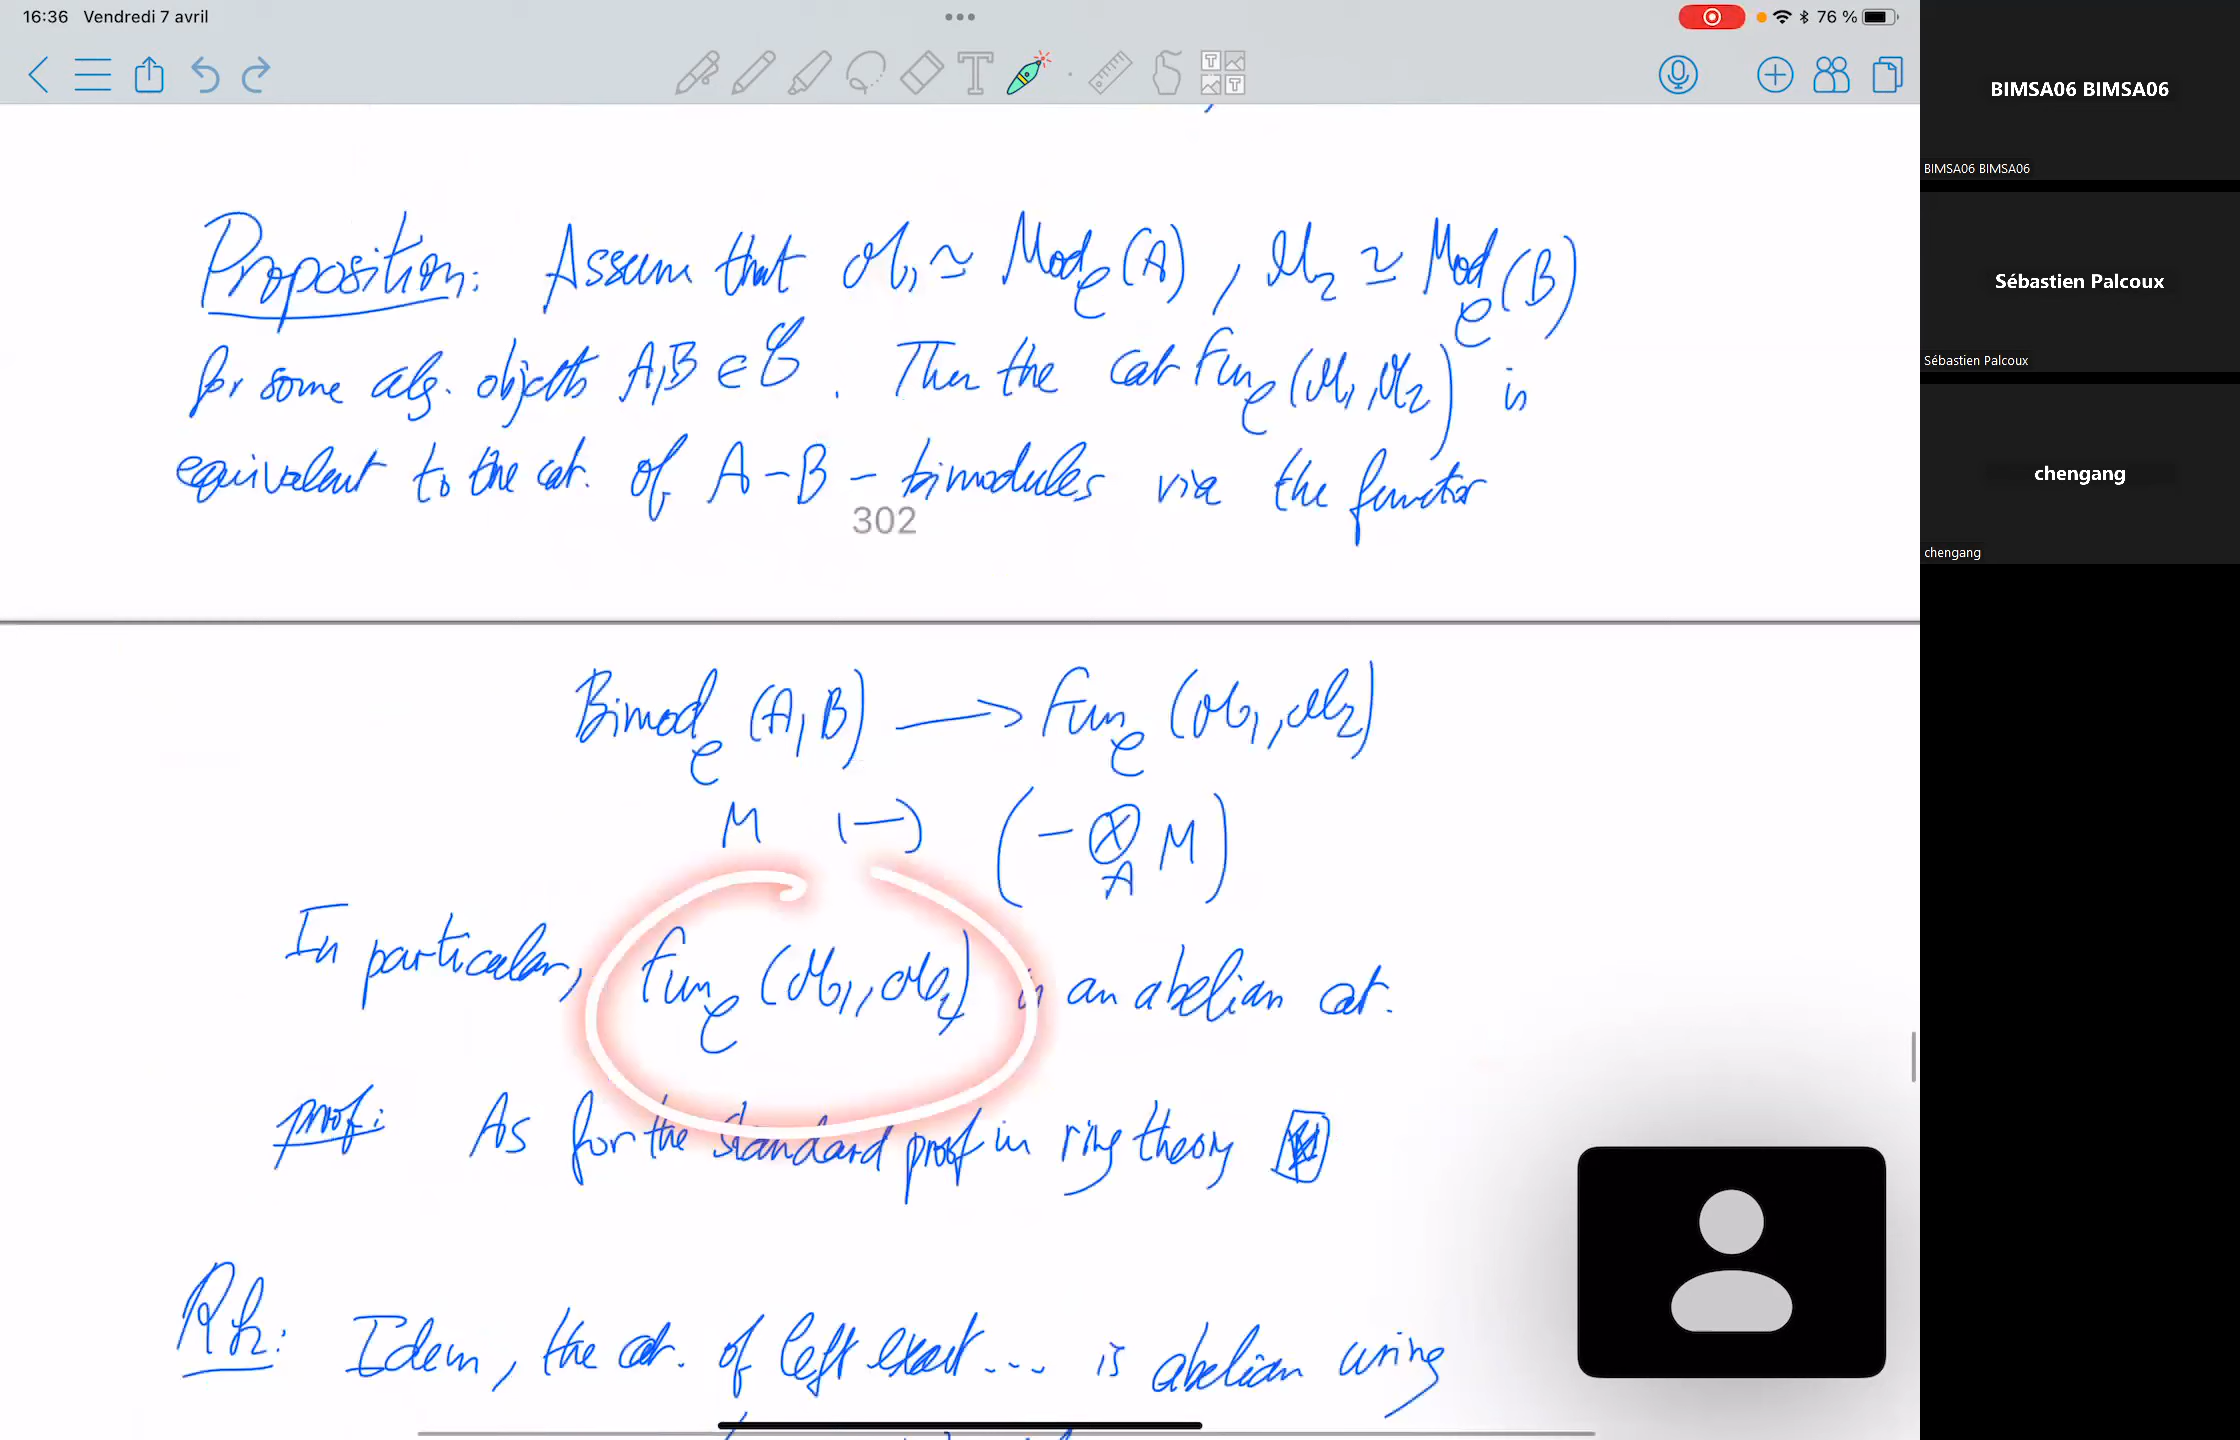 16:36 Vendredi 7 avril
76 %
Proposition: Assume that M₁ ≃ Mod_C(A), M₂ ≃ Mod_C(B)
for some alg. objects A,B ∈ C. Then the cat Fun_C(M₁,M₂) is
equivalent to the cat. of A-B-bimodules via the functor
302
Bimod_C(A,B) ⟶ Fun_C(M₁,M₂)
M ↦ (- ⊗_A M)
In particular, Fun_C(M₁,M₂) is an abelian cat.
proof: As for the standard proof in ring theory
Rk: Idem, the cat. of left exact... is abelian using
BIMSA06 BIMSA06
BIMSA06 BIMSA06
Sébastien Palcoux
Sébastien Palcoux
chengang
chengang